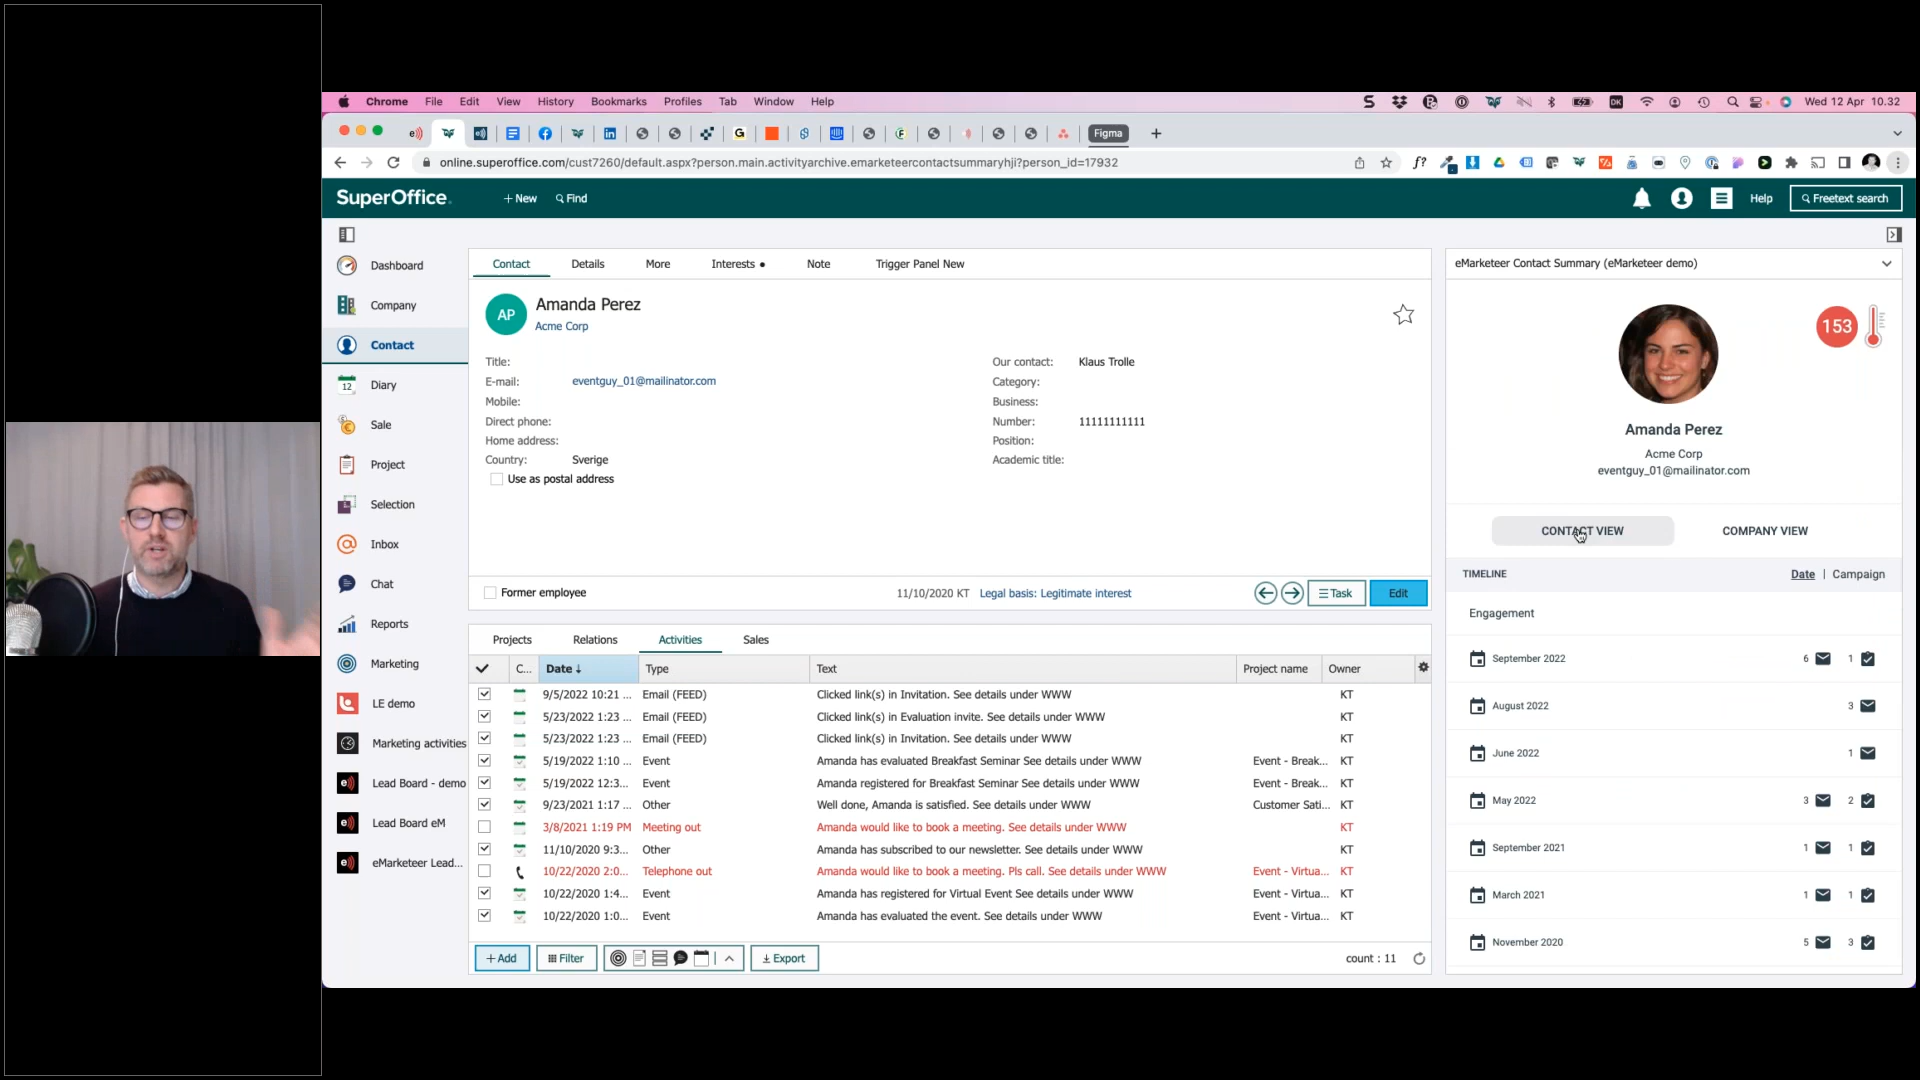 Chrome File Edit View History Bookmarks Profiles Tab Window Help
DK
Wed 12 Apr 10.32
Figma
online.superoffice.com/cust7260/default.aspx?person.main.activityarchive.emarketeercontactsummaryhji?person_id=17932
SuperOffice.
+ New Find
Help
Freetext search
Dashboard
Company
Contact
12 Diary
Sale
Project
Selection
Inbox
Chat
Reports
Marketing
LE demo
Marketing activities
Lead Board - demo
Lead Board eM
eMarketeer Lead...
Contact Details More Interests • Note Trigger Panel New
AP
Amanda Perez
Acme Corp
Title:
E-mail: eventguy_01@mailinator.com
Mobile:
Direct phone:
Home address:
Country: Sverige
Use as postal address
Our contact: Klaus Trolle
Category:
Business:
Number: 11111111111
Position:
Academic title:
Former employee
11/10/2020 KT Legal basis: Legitimate interest
Task
Edit
Projects Relations Activities Sales
C... Date ↓ Type Text Project name Owner
9/5/2022 10:21 ... Email (FEED) Clicked link(s) in Invitation. See details under WWW KT
5/23/2022 1:23 ... Email (FEED) Clicked link(s) in Evaluation invite. See details under WWW KT
5/23/2022 1:23 ... Email (FEED) Clicked link(s) in Invitation. See details under WWW KT
5/19/2022 1:10 ... Event Amanda has evaluated Breakfast Seminar See details under WWW Event - Break... KT
5/19/2022 12:3... Event Amanda registered for Breakfast Seminar See details under WWW Event - Break... KT
9/23/2021 1:17 ... Other Well done, Amanda is satisfied. See details under WWW Customer Sati... KT
3/8/2021 1:19 PM Meeting out Amanda would like to book a meeting. See details under WWW KT
11/10/2020 9:3... Other Amanda has subscribed to our newsletter. See details under WWW KT
10/22/2020 2:0... Telephone out Amanda would like to book a meeting. Pls call. See details under WWW Event - Virtua... KT
10/22/2020 1:4... Event Amanda has registered for Virtual Event See details under WWW Event - Virtua... KT
10/22/2020 1:0... Event Amanda has evaluated the event. See details under WWW Event - Virtua... KT
+ Add
Filter
Export
count : 11
eMarketeer Contact Summary (eMarketeer demo)
153
Amanda Perez
Acme Corp
eventguy_01@mailinator.com
CONTACT VIEW COMPANY VIEW
TIMELINE Date | Campaign
Engagement
September 2022 6 1
August 2022 3
June 2022 1
May 2022 3 2
September 2021 1 1
March 2021 1 1
November 2020 5 3